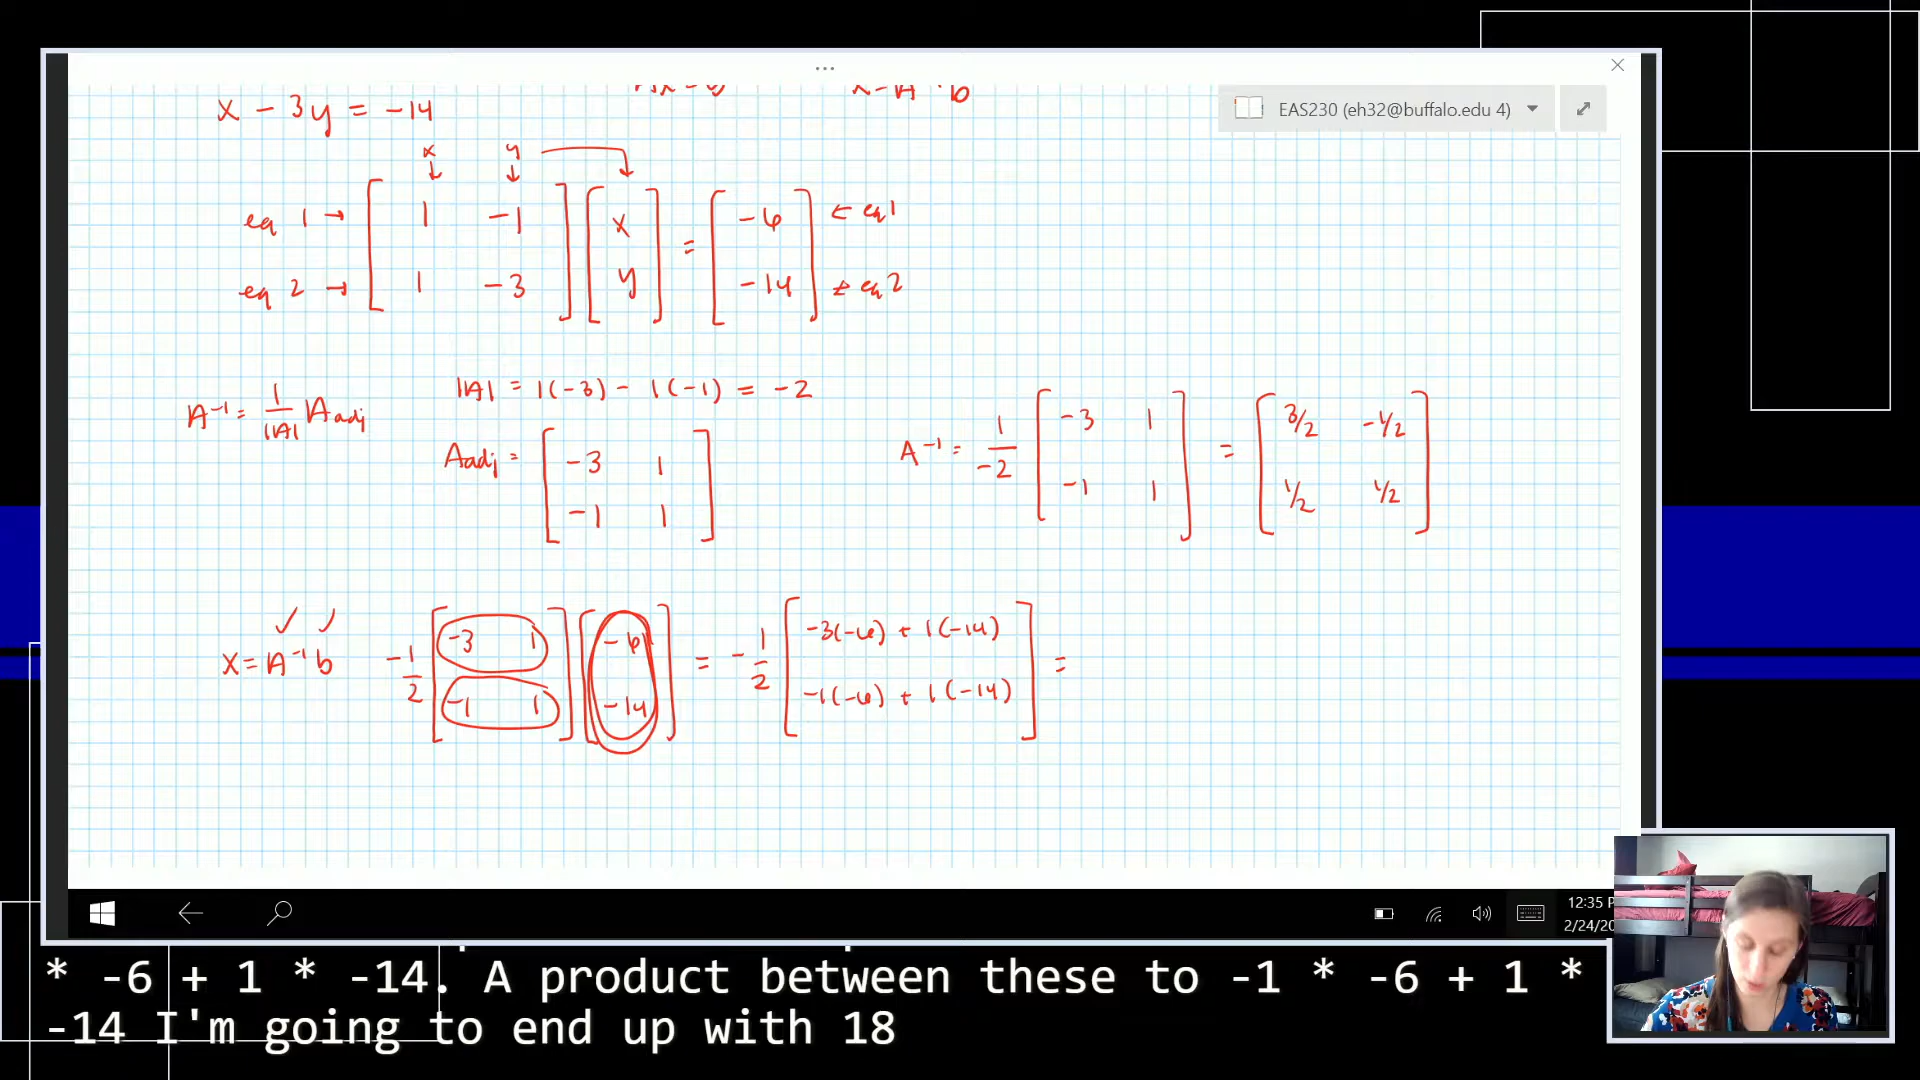 x - 3y = -14
EAS230 (eh32@buffalo.edu 4)
x y
eq 1 → [ 1 -1 ] [ x ] = [ -6 ] ← eq1
eq 2 → [ 1 -3 ] [ y ] [ -14 ] ← eq2
A⁻¹ = 1/|A| Aadj
|A| = 1(-3) - 1(-1) = -2
Aadj = [ -3 1
-1 1 ]
A⁻¹ = 1/-2 [ -3 1 ] = [ 3/2 -1/2 ]
[ -1 1 ] [ 1/2 1/2 ]
✓ ✓
x = A⁻¹ b -1/2 [ -3 1 ] [ -6 ] = -1/2 [ -3(-6) + 1(-14) ] =
[ -1 1 ] [ -14 ] [ -1(-6) + 1(-14) ]
12:35 P
2/24/20
* -6 + 1 * -14. A product between these to -1 * -6 + 1 *
-14 I'm going to end up with 18